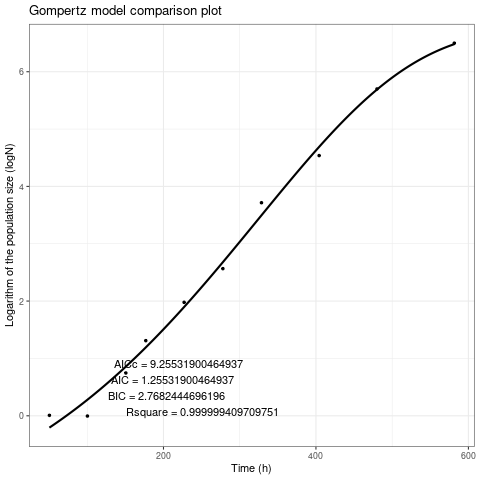 Gompertz model comparison plot
Logarithm of the population size (logN)
6
4
2
0
AICc = 9.25531900464937
AIC = 1.25531900464937
BIC = 2.7682444696196
Rsquare = 0.999999409709751
200
400
600
Time (h)